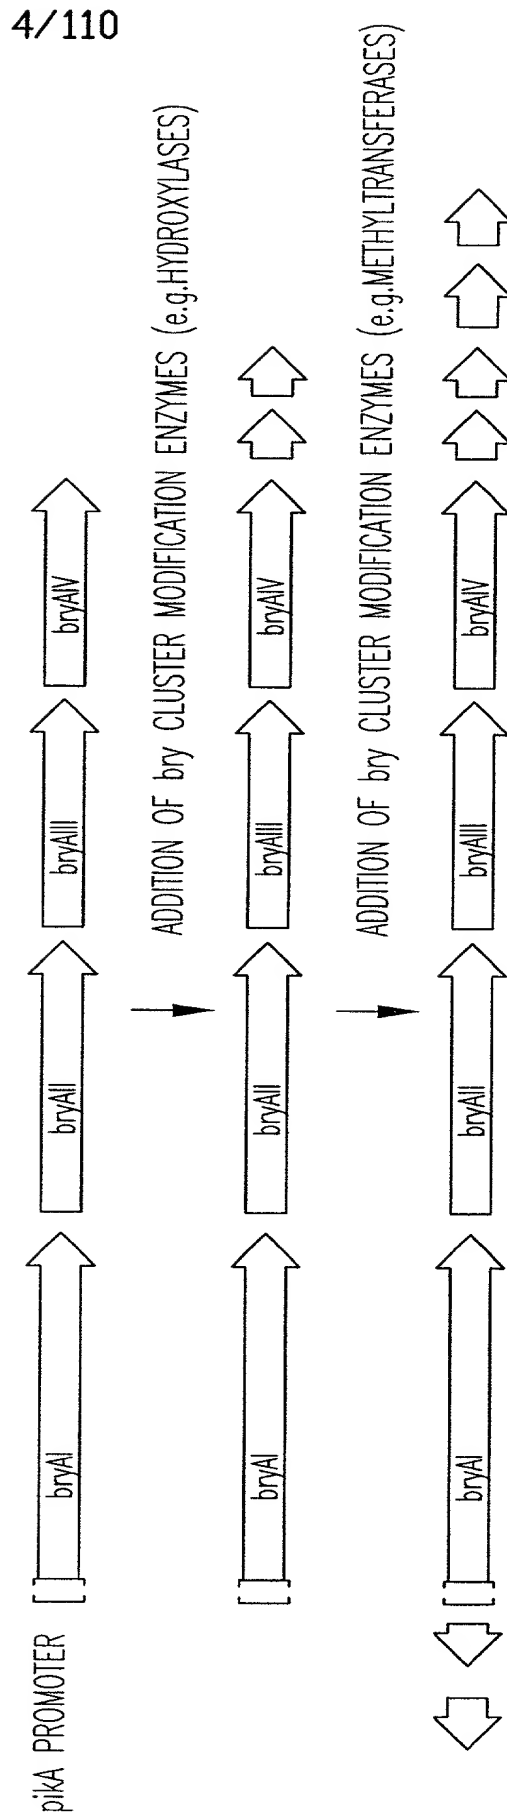 4/110
pikA PROMOTER
bryAI
bryAII
bryAIII
bryAIV
ADDITION OF bry CLUSTER MODIFICATION ENZYMES (e.g.HYDROXYLASES)
bryAI
bryAII
bryAIII
bryAIV
ADDITION OF bry CLUSTER MODIFICATION ENZYMES (e.g.METHYLTRANSFERASES)
bryAI
bryAII
bryAIII
bryAIV